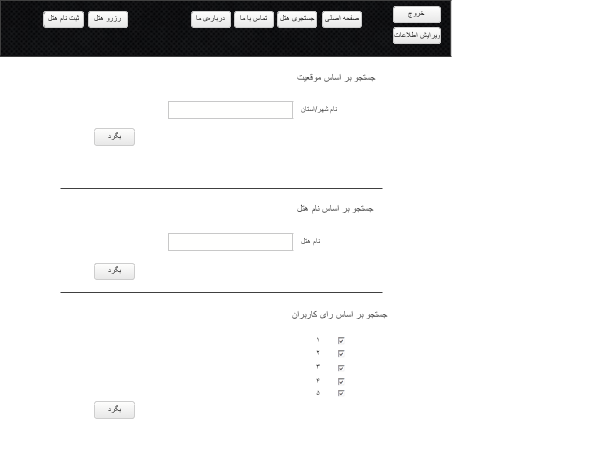 خروج
ویرایش اطلاعات
صفحه اصلی
جستجوی هتل
تماس با ما
درباره‌ی ما
رزرو هتل
ثبت نام هتل
جستجو بر اساس موقعیت
نام شهر/استان
بگرد
جستجو بر اساس نام هتل
نام هتل
بگرد
جستجو بر اساس رای کاربران
۱
۲
۳
۴
۵
بگرد